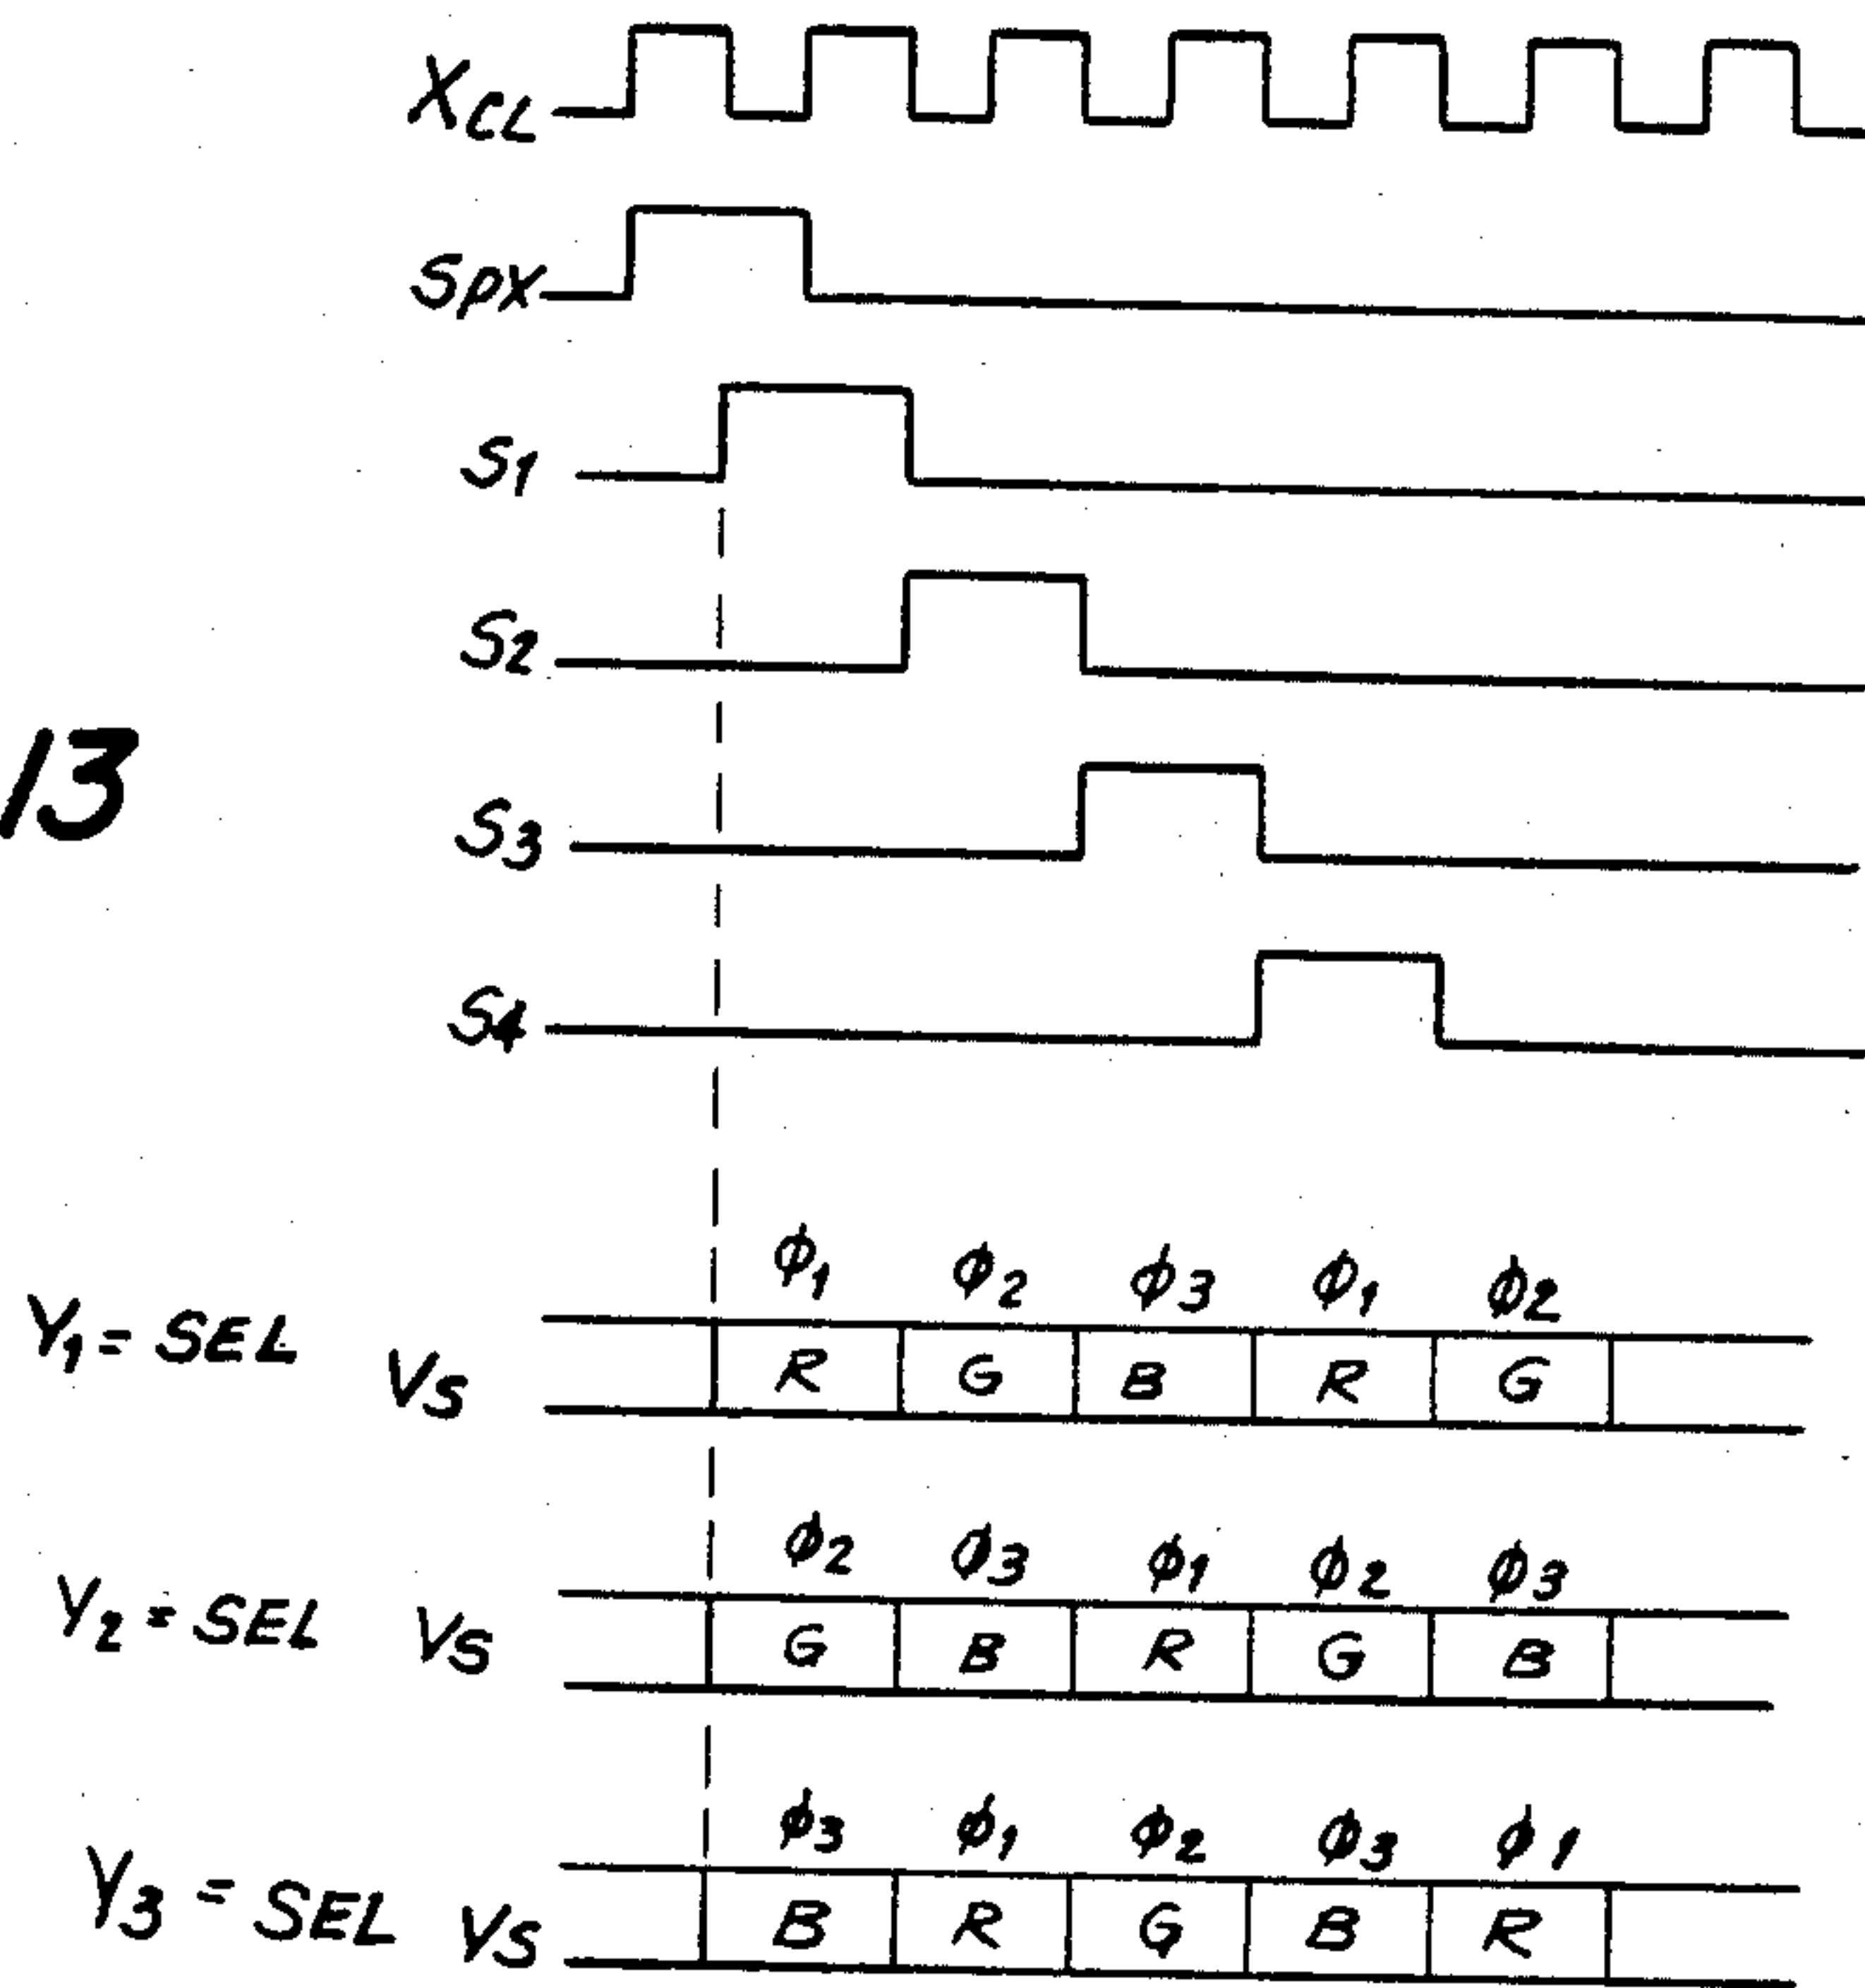 XCL
SPX
S1
S2
13
S3
S4
φ1 φ2 φ3 φ1 φ2
Y1 = SEL VS R G B R G
φ2 φ3 φ1 φ2 φ3
Y2 = SEL VS G B R G B
φ3 φ1 φ2 φ3 φ1
Y3 = SEL VS B R G B R